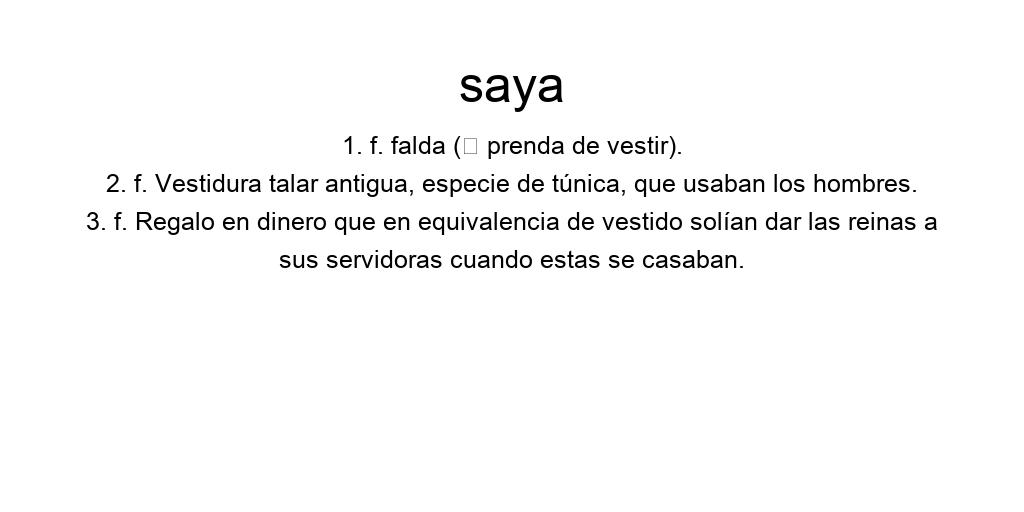 saya
1. f. falda (□ prenda de vestir).
2. f. Vestidura talar antigua, especie de túnica, que usaban los hombres.
3. f. Regalo en dinero que en equivalencia de vestido solían dar las reinas a
sus servidoras cuando estas se casaban.